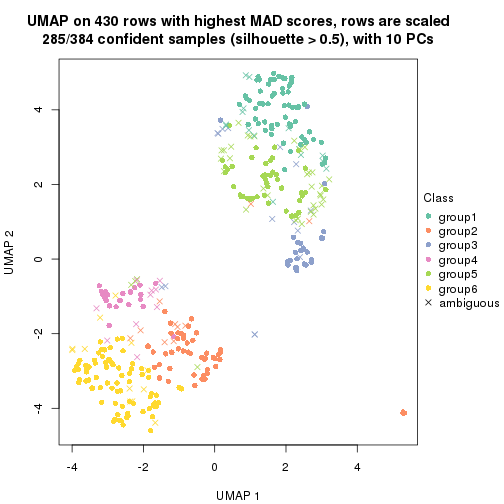 UMAP on 430 rows with highest MAD scores, rows are scaled
285/384 confident samples (silhouette > 0.5), with 10 PCs
4
2
0
-2
-4
UMAP 2
-4
-2
0
2
4
UMAP 1
Class
group1
group2
group3
group4
group5
group6
ambiguous